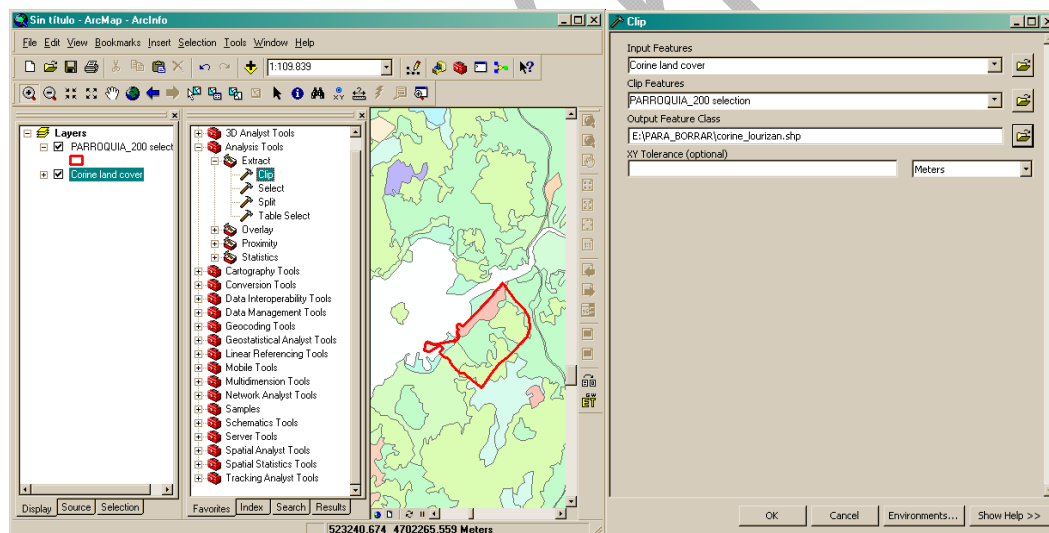 Sin título - ArcMap - ArcInfo
File Edit View Bookmarks Insert Selection Tools Window Help
1:109.839
Layers
PARROQUIA_200 select
Corine land cover
Display Source Selection
3D Analyst Tools
Analysis Tools
Extract
Clip
Select
Split
Table Select
Overlay
Proximity
Statistics
Cartography Tools
Conversion Tools
Data Interoperability Tools
Data Management Tools
Geocoding Tools
Geostatistical Analyst Tools
Linear Referencing Tools
Mobile Tools
Multidimension Tools
Network Analyst Tools
Samples
Schematics Tools
Server Tools
Spatial Analyst Tools
Spatial Statistics Tools
Tracking Analyst Tools
Favorites Index Search Results
GW
ET
523240,674 4702265,559 Meters
Clip
Input Features
Corine land cover
Clip Features
PARROQUIA_200 selection
Output Feature Class
E:\PARA_BORRAR\corine_lourizan.shp
XY Tolerance (optional)
Meters
OK Cancel Environments... Show Help >>